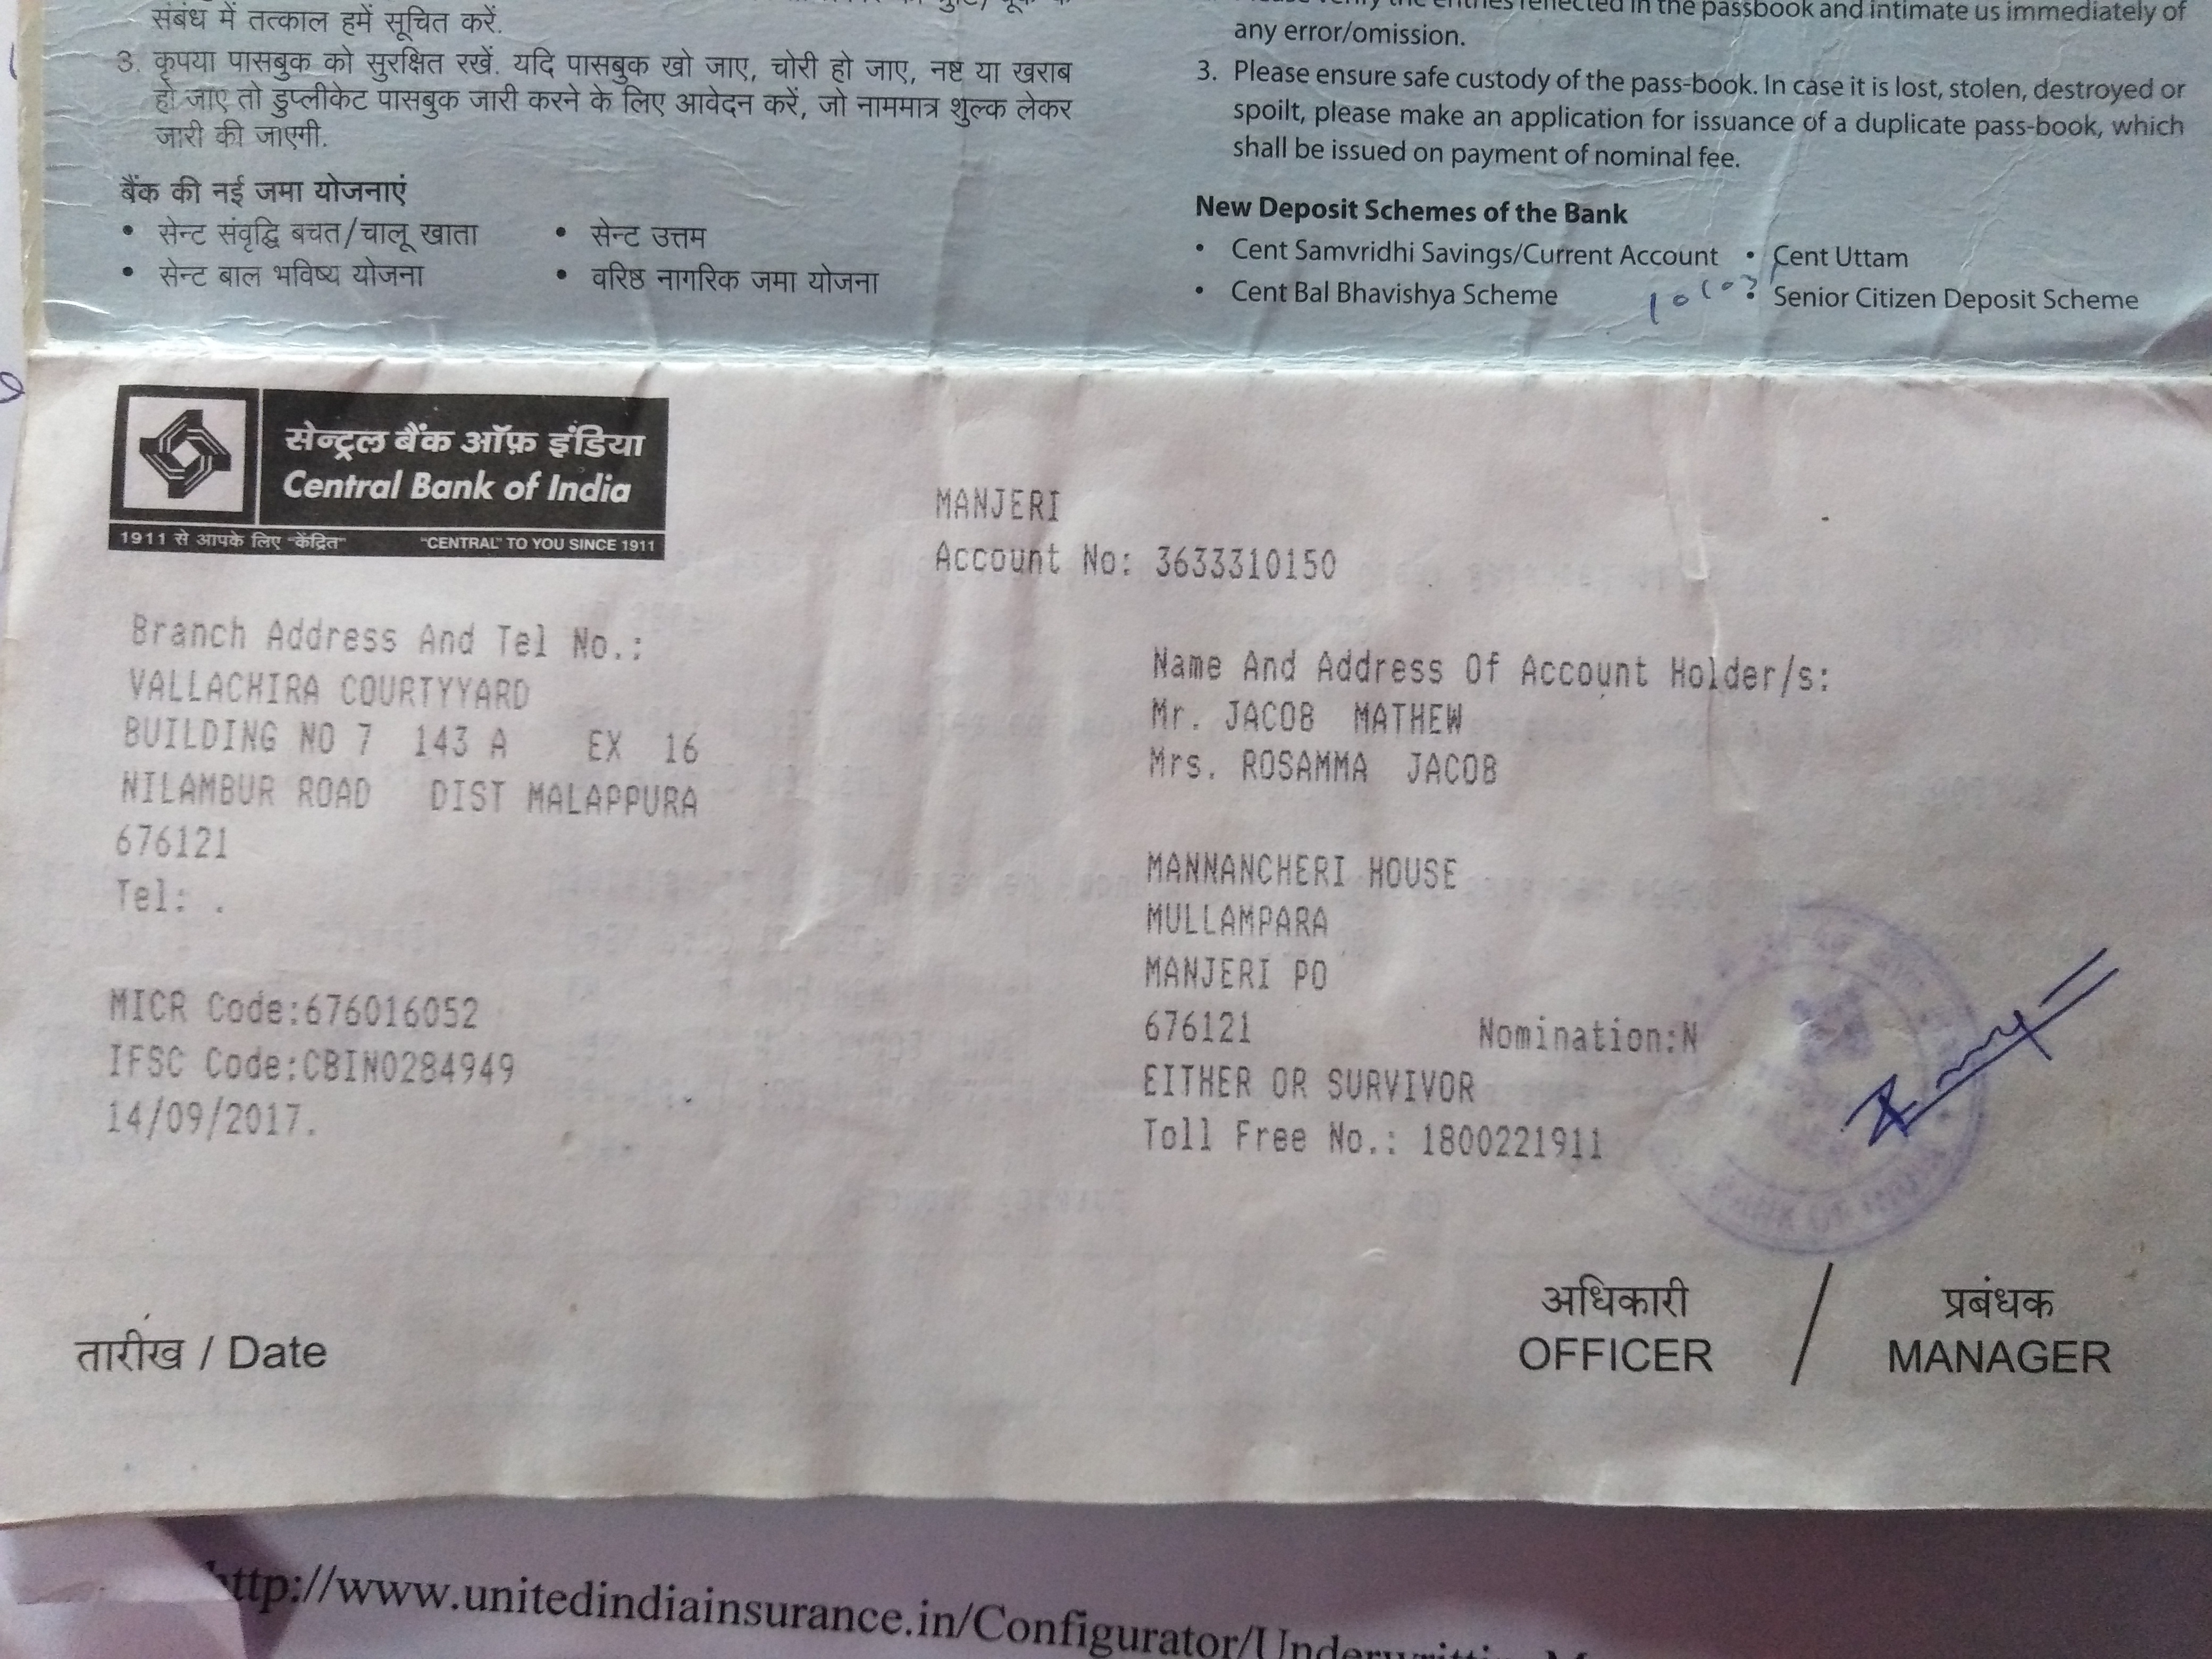 संबंध में तत्काल हमें सूचित करें.
3. कृपया पासबुक को सुरक्षित रखें. यदि पासबुक खो जाए, चोरी हो जाए, नष्ट या खराब
हो जाए तो डुप्लीकेट पासबुक जारी करने के लिए आवेदन करें, जो नाममात्र शुल्क लेकर
जारी की जाएगी.
बैंक की नई जमा योजनाएं
• सेन्ट संवृद्धि बचत/चालू खाता • सेन्ट उत्तम
• सेन्ट बाल भविष्य योजना • वरिष्ठ नागरिक जमा योजना
Please verify the entries reflected in the passbook and intimate us immediately of
any error/omission.
3. Please ensure safe custody of the pass-book. In case it is lost, stolen, destroyed or
spoilt, please make an application for issuance of a duplicate pass-book, which
shall be issued on payment of nominal fee.
New Deposit Schemes of the Bank
• Cent Samvridhi Savings/Current Account • Cent Uttam
• Cent Bal Bhavishya Scheme • Senior Citizen Deposit Scheme
सेन्ट्रल बैंक ऑफ़ इंडिया
Central Bank of India
1911 से आपके लिए "केंद्रित" "CENTRAL" TO YOU SINCE 1911
MANJERI
Account No: 3633310150
Branch Address And Tel No.:
VALLACHIRA COURTYYARD
BUILDING NO 7 143 A EX 16
NILAMBUR ROAD DIST MALAPPURA
676121
Tel: .
MICR Code:676016052
IFSC Code:CBIN0284949
14/09/2017.
Name And Address Of Account Holder/s:
Mr. JACOB MATHEW
Mrs. ROSAMMA JACOB
MANNANCHERI HOUSE
MULLAMPARA
MANJERI PO
676121 Nomination:N
EITHER OR SURVIVOR
Toll Free No.: 1800221911
BANK OF INDIA
तारीख / Date
अधिकारी / प्रबंधक
OFFICER / MANAGER
http://www.unitedindiainsurance.in/Configurator/